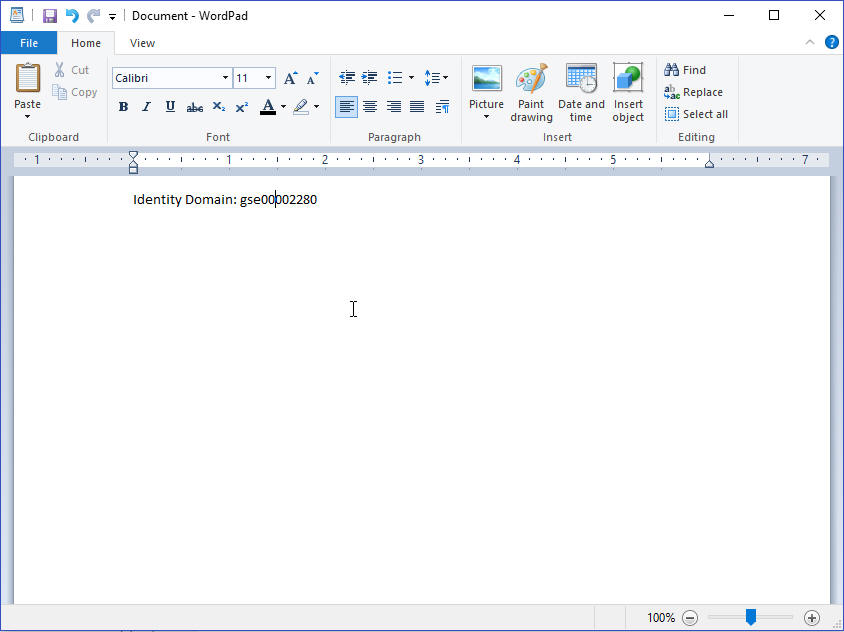 Document - WordPad
File Home View
Paste
Cut
Copy
Clipboard
Calibri 11 A A
B I U abc X₂ X² A
Font
Paragraph
Picture
Paint drawing
Date and time
Insert object
Insert
Find
Replace
Select all
Editing
1 1 2 3 4 5 7
Identity Domain: gse00002280
100%